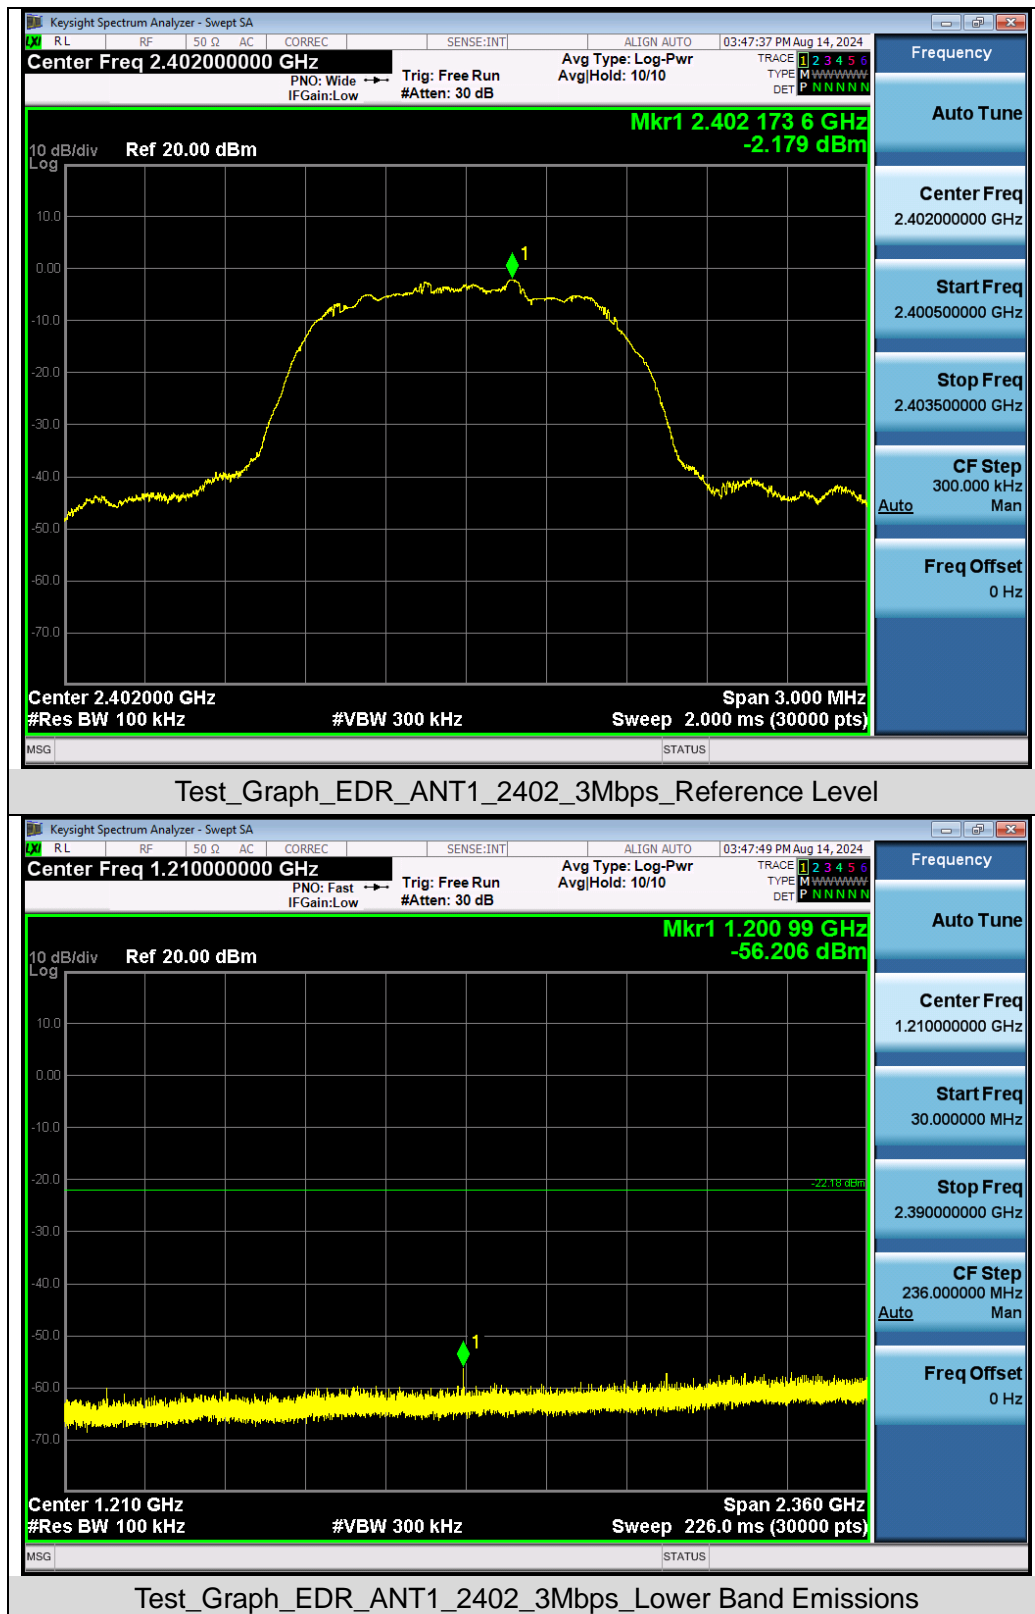 Keysight Spectrum Analyzer - Swept SA
LXI RL RF 50 Ω AC CORREC SENSE:INT ALIGN AUTO 03:47:37 PM Aug 14, 2024
Center Freq 2.402000000 GHz
PNO: Wide
IFGain:Low
Trig: Free Run
#Atten: 30 dB
Avg Type: Log-Pwr
Avg|Hold: 10/10
TRACE 1 2 3 4 5 6
TYPE M W W W W W
DET P N N N N N
Mkr1 2.402 173 6 GHz
-2.179 dBm
10 dB/div Ref 20.00 dBm
Log
10.0
0.00
-10.0
-20.0
-30.0
-40.0
-50.0
-60.0
-70.0
1
Center 2.402000 GHz Span 3.000 MHz
#Res BW 100 kHz #VBW 300 kHz Sweep 2.000 ms (30000 pts)
MSG STATUS
Frequency
Auto Tune
Center Freq
2.402000000 GHz
Start Freq
2.400500000 GHz
Stop Freq
2.403500000 GHz
CF Step
300.000 kHz
Auto Man
Freq Offset
0 Hz
Test_Graph_EDR_ANT1_2402_3Mbps_Reference Level
Keysight Spectrum Analyzer - Swept SA
LXI RL RF 50 Ω AC CORREC SENSE:INT ALIGN AUTO 03:47:49 PM Aug 14, 2024
Center Freq 1.210000000 GHz
PNO: Fast
IFGain:Low
Trig: Free Run
#Atten: 30 dB
Avg Type: Log-Pwr
Avg|Hold: 10/10
TRACE 1 2 3 4 5 6
TYPE M W W W W W
DET P N N N N N
Mkr1 1.200 99 GHz
-56.206 dBm
10 dB/div Ref 20.00 dBm
Log
10.0
0.00
-10.0
-20.0
-30.0
-40.0
-50.0
-60.0
-70.0
-22.18 dBm
1
Center 1.210 GHz Span 2.360 GHz
#Res BW 100 kHz #VBW 300 kHz Sweep 226.0 ms (30000 pts)
MSG STATUS
Frequency
Auto Tune
Center Freq
1.210000000 GHz
Start Freq
30.000000 MHz
Stop Freq
2.390000000 GHz
CF Step
236.000000 MHz
Auto Man
Freq Offset
0 Hz
Test_Graph_EDR_ANT1_2402_3Mbps_Lower Band Emissions